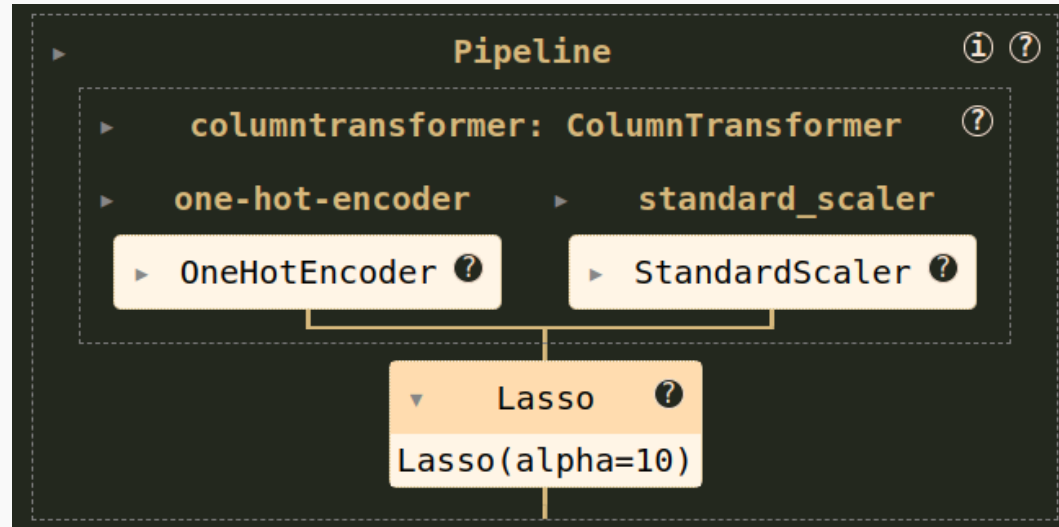 Pipeline i ?
columntransformer: ColumnTransformer ?
one-hot-encoder standard_scaler
OneHotEncoder ? StandardScaler ?
Lasso ?
Lasso(alpha=10)